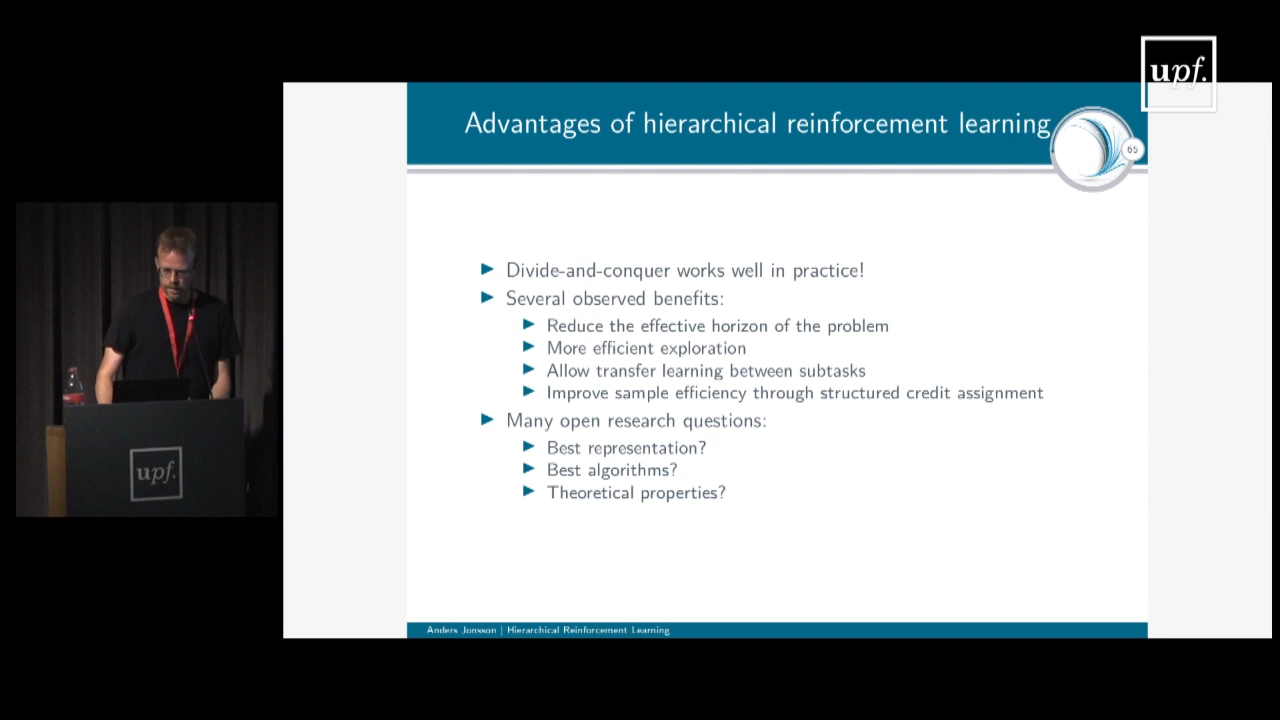 upf.
Advantages of hierarchical reinforcement learning
65
Divide-and-conquer works well in practice!
Several observed benefits:
Reduce the effective horizon of the problem
More efficient exploration
Allow transfer learning between subtasks
Improve sample efficiency through structured credit assignment
Many open research questions:
Best representation?
Best algorithms?
Theoretical properties?
upf.
Anders Jonsson | Hierarchical Reinforcement Learning